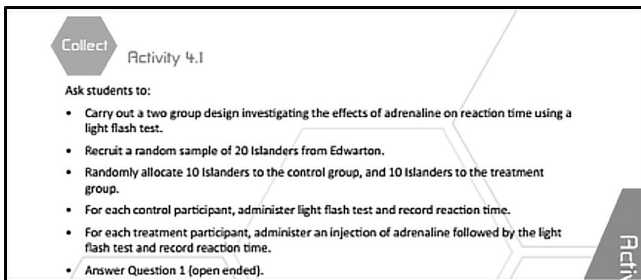 Collect
Activity 4.1
Ask students to:
• Carry out a two group design investigating the effects of adrenaline on reaction time using a
light flash test.
• Recruit a random sample of 20 Islanders from Edwarton.
• Randomly allocate 10 Islanders to the control group, and 10 Islanders to the treatment
group.
• For each control participant, administer light flash test and record reaction time.
• For each treatment participant, administer an injection of adrenaline followed by the light
flash test and record reaction time.
• Answer Question 1 (open ended).